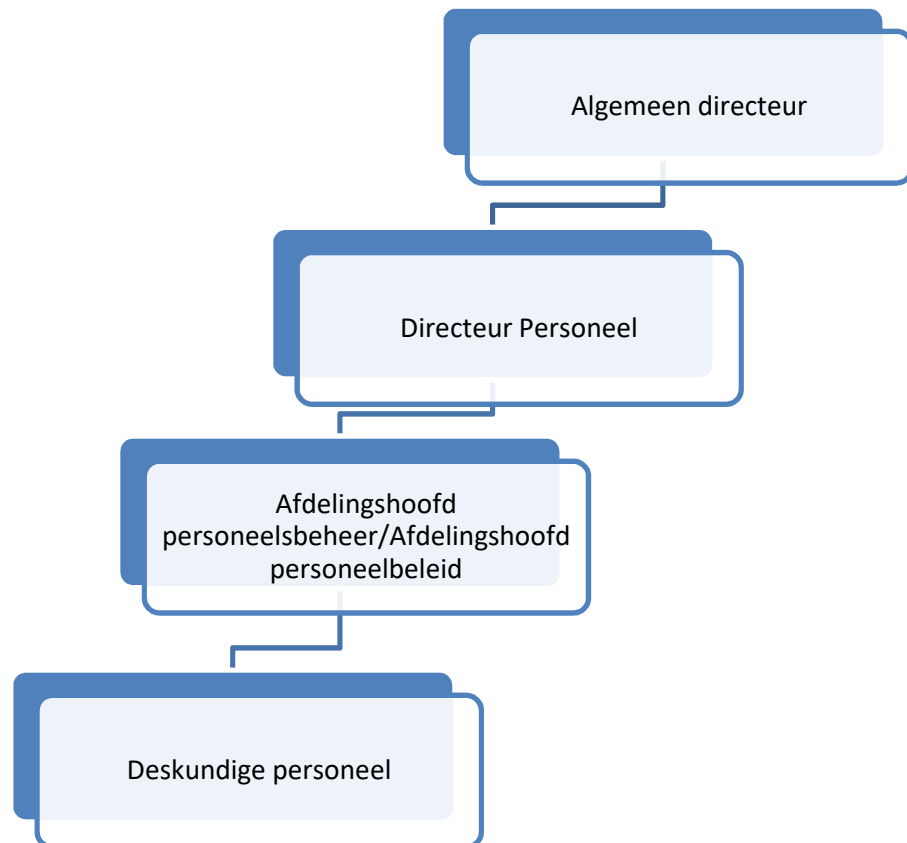 Algemeen directeur
Directeur Personeel
Afdelingshoofd
personeelsbeheer/Afdelingshoofd
personeelbeleid
Deskundige personeel